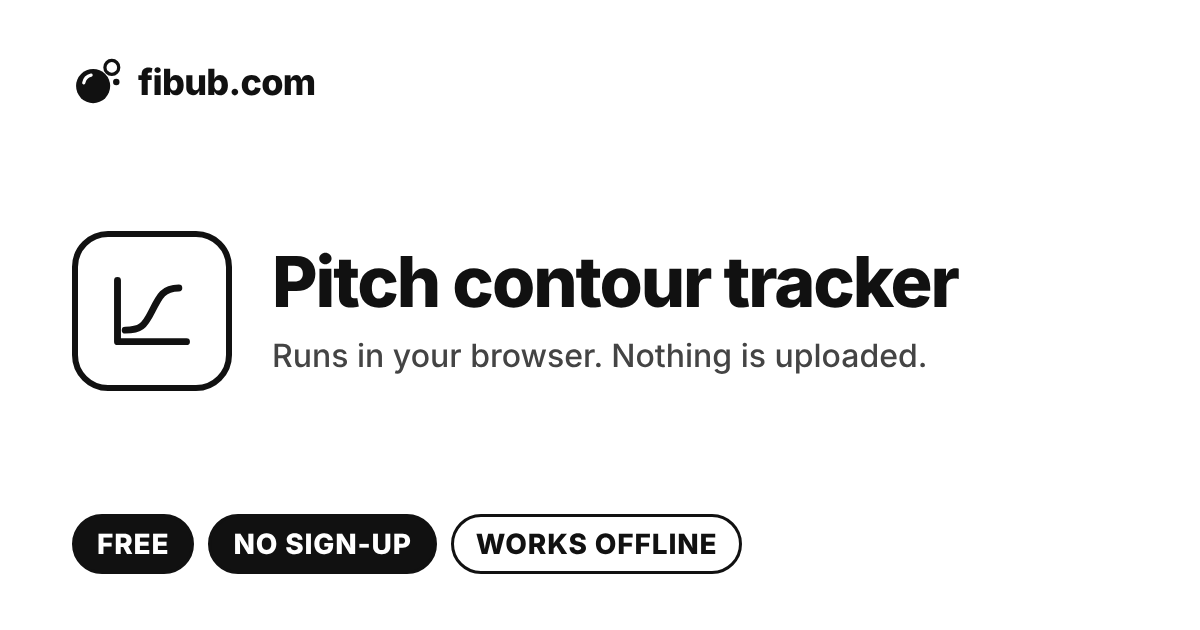 fibub.com
Pitch contour tracker
Runs in your browser. Nothing is uploaded.
FREE
NO SIGN-UP
WORKS OFFLINE